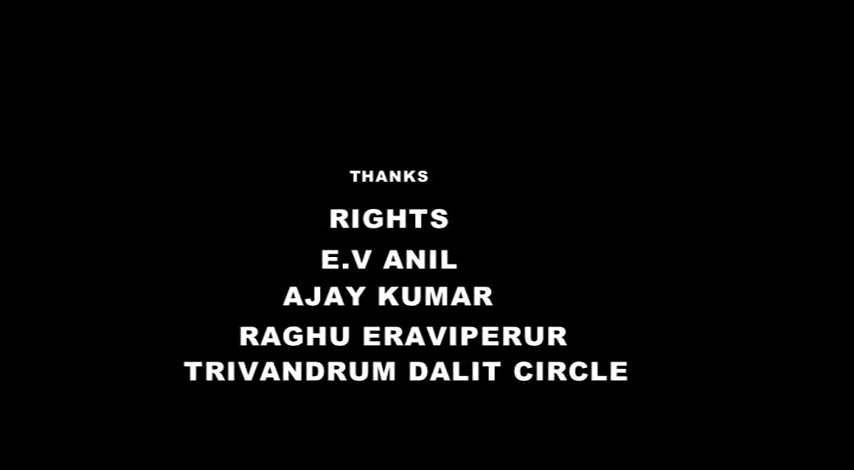 THANKS
RIGHTS
E.V ANIL
AJAY KUMAR
RAGHU ERAVIPERUR
TRIVANDRUM DALIT CIRCLE